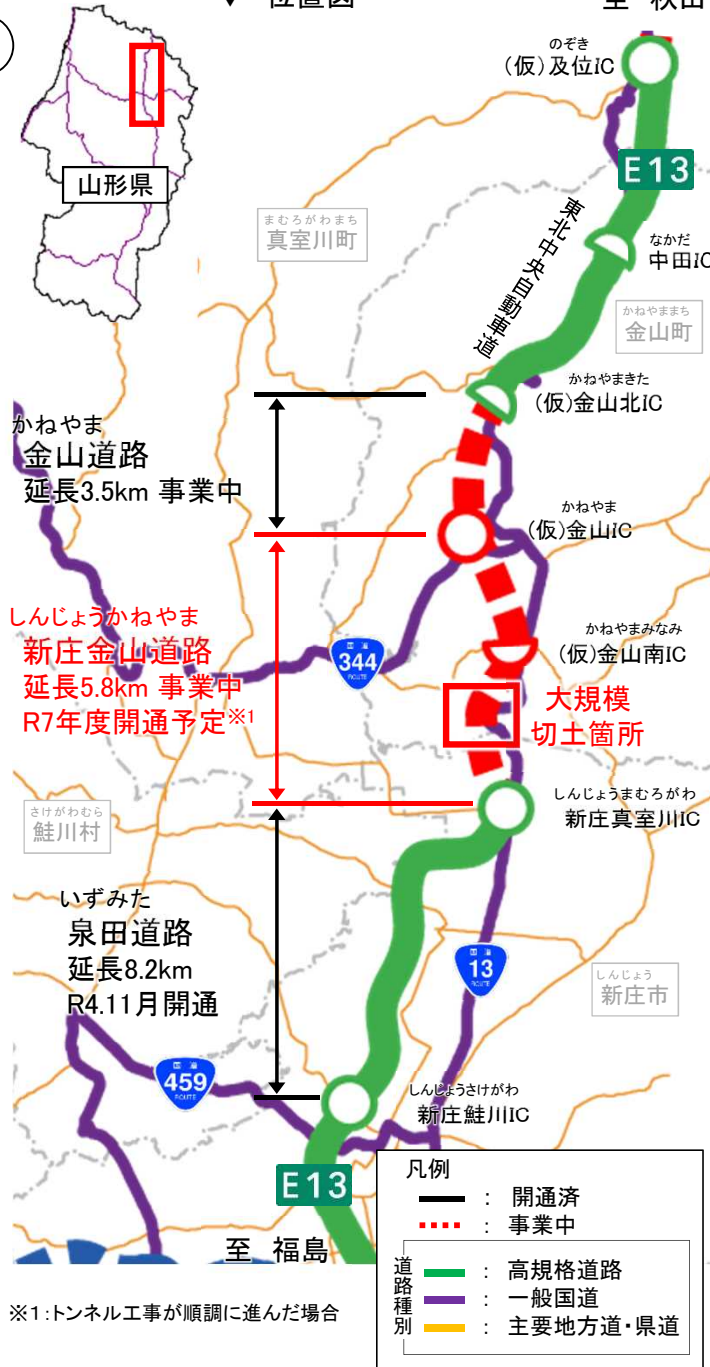 山形県
のぞき
(仮)及位IC
E13
東北中央自動車道
なかだ
中田IC
まむろがわまち
真室川町
かねやままち
金山町
かねやまきた
(仮)金山北IC
かねやま
金山道路
延長3.5km 事業中
かねやま
(仮)金山IC
しんじょうかねやま
新庄金山道路
延長5.8km 事業中
R7年度開通予定※1
国道
344
ROUTE
かねやまみなみ
(仮)金山南IC
大規模
切土箇所
しんじょうまむろがわ
新庄真室川IC
さけがわむら
鮭川村
いずみた
泉田道路
延長8.2km
R4.11月開通
国道
13
ROUTE
しんじょう
新庄市
国道
459
ROUTE
しんじょうさけがわ
新庄鮭川IC
E13
至 福島
凡例
: 開通済
: 事業中
道路種別
: 高規格道路
: 一般国道
: 主要地方道・県道
※1:トンネル工事が順調に進んだ場合